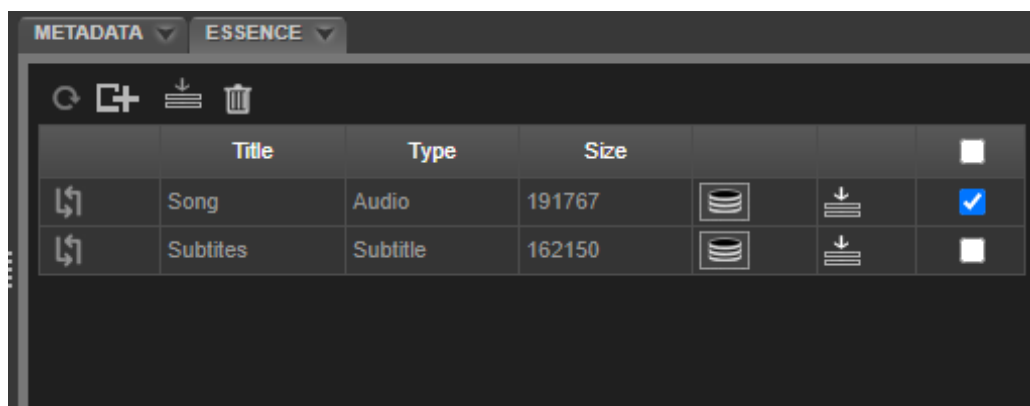 METADATA ESSENCE
Title Type Size
Song Audio 191767
Subtites Subtitle 162150